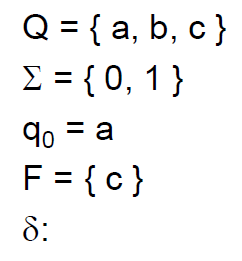 Q = { a, b, c }
Σ = { 0, 1 }
q₀ = a
F = { c }
δ: